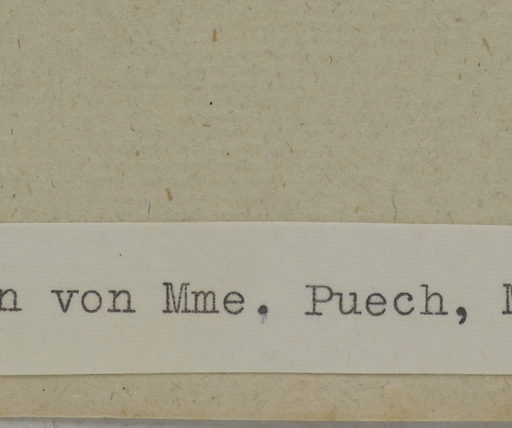 n von Mme. Puech,